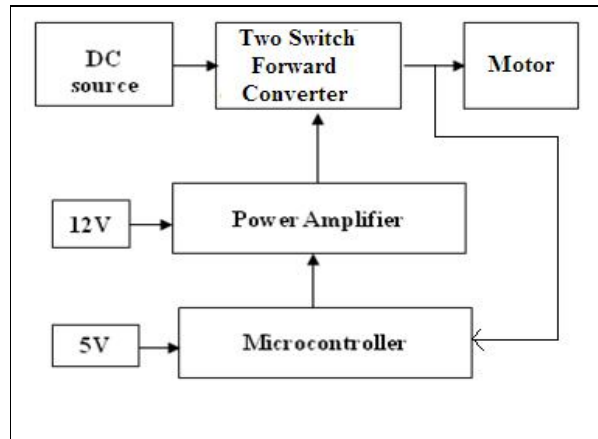 DC
source
Two Switch
Forward
Converter
Motor
12V
Power Amplifier
5V
Microcontroller